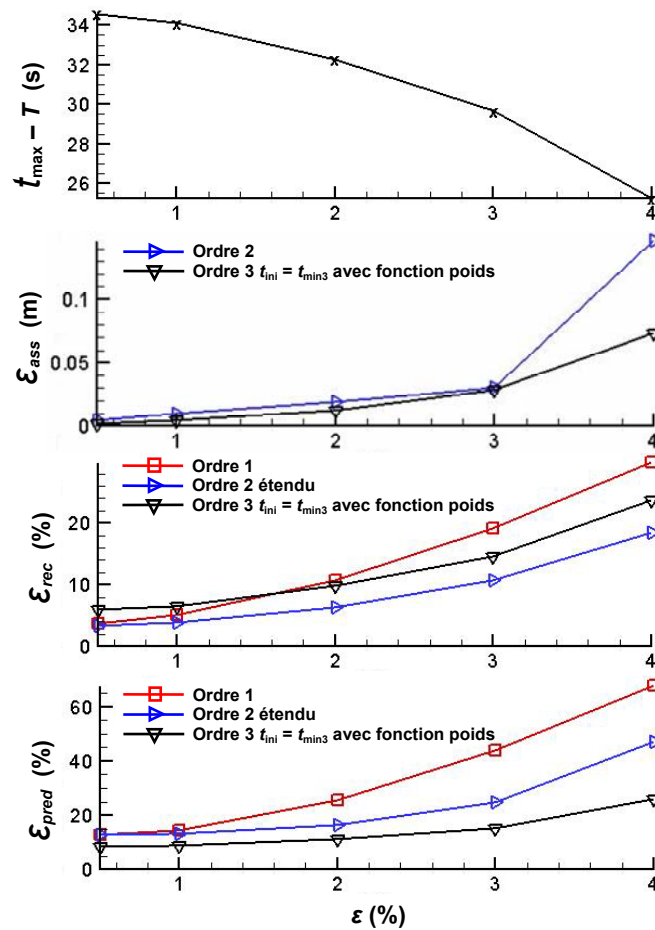 t_max – T (s)
34
32
30
28
26
1 2 3 4
ε_ass (m)
0.1
0.05
0
Ordre 2
Ordre 3 t_ini = t_min3 avec fonction poids
1 2 3 4
ε_rec (%)
20
10
0
Ordre 1
Ordre 2 étendu
Ordre 3 t_ini = t_min3 avec fonction poids
1 2 3 4
ε_pred (%)
60
40
20
0
Ordre 1
Ordre 2 étendu
Ordre 3 t_ini = t_min3 avec fonction poids
1 2 3 4
ε (%)